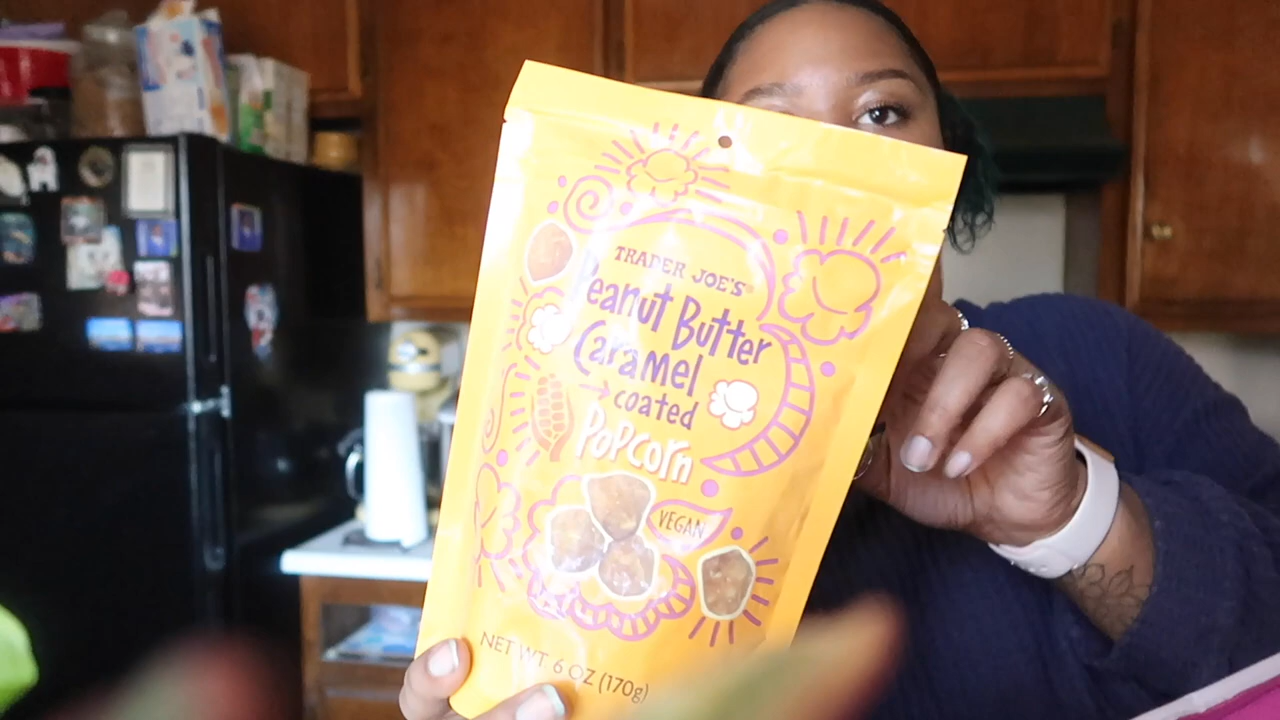 TRADER JOE'S®
Peanut Butter
Caramel
coated
Popcorn
VEGAN
NET WT 6 OZ (170g)